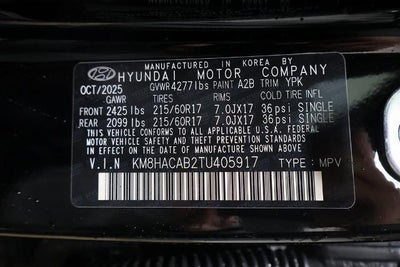 MANUFACTURED IN KOREA BY
HYUNDAI MOTOR COMPANY
OCT/2025 GVWR 4277lbs PAINT A2B TRIM YPK
GAWR TIRES RIMS COLD TIRE INFL
FRONT 2425 lbs 215/60R17 7.0JX17 36psi SINGLE
REAR 2099 lbs 215/60R17 7.0JX17 36psi SINGLE
THIS VEHICLE CONFORMS TO ALL APPLICABLE U.S. FEDERAL
MOTOR VEHICLE SAFETY, BUMPER, AND THEFT PREVENTION
STANDARDS IN EFFECT ON THE DATE OF MANUFACTURE
SHOWN ABOVE
V.I.N KM8HACAB2TU405917 TYPE : MPV